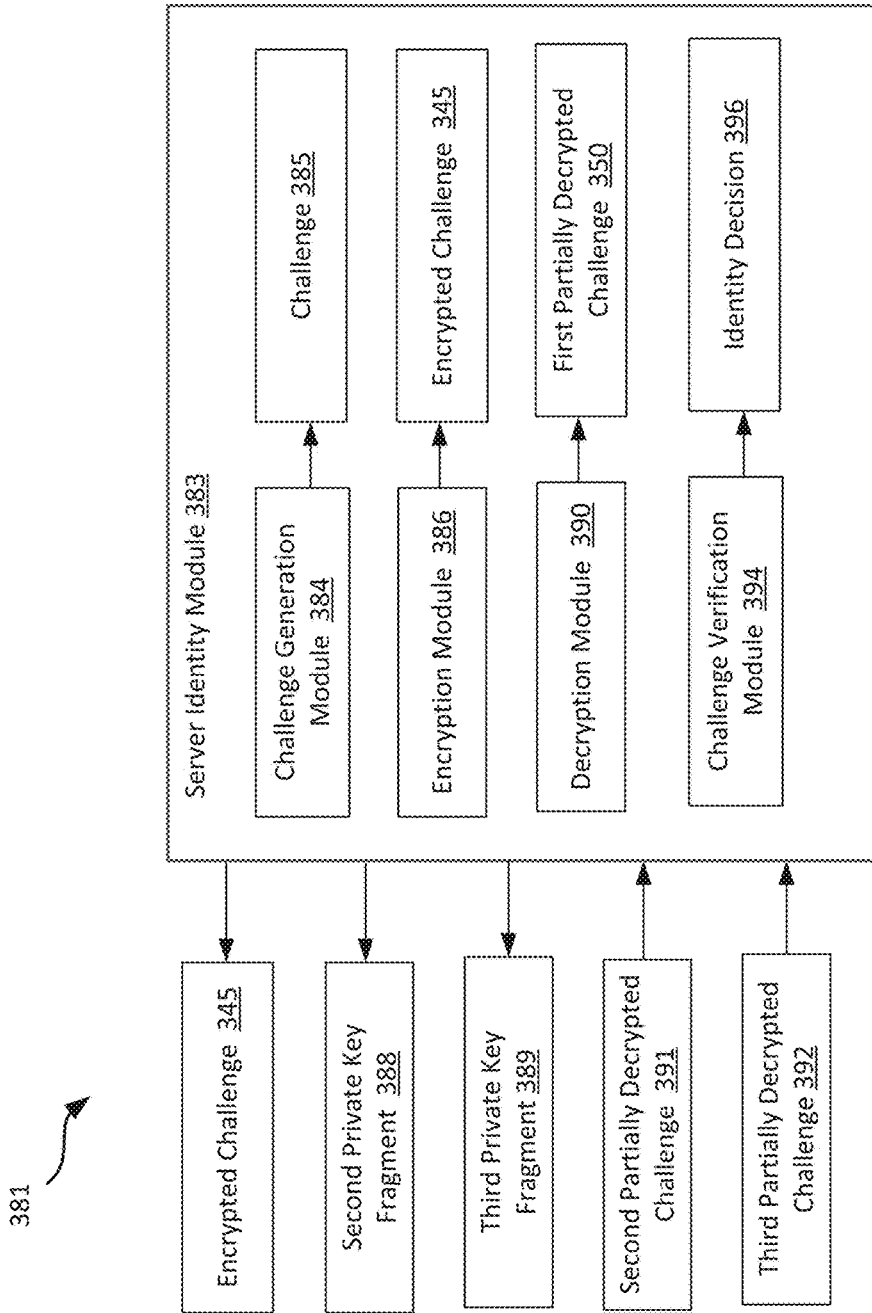 381
Server Identity Module 383
Challenge Generation
Module 384
Challenge 385
Encryption Module 386
Encrypted Challenge 345
Decryption Module 390
First Partially Decrypted
Challenge 350
Challenge Verification
Module 394
Identity Decision 396
Encrypted Challenge 345
Second Private Key
Fragment 388
Third Private Key
Fragment 389
Second Partially Decrypted
Challenge 391
Third Partially Decrypted
Challenge 392